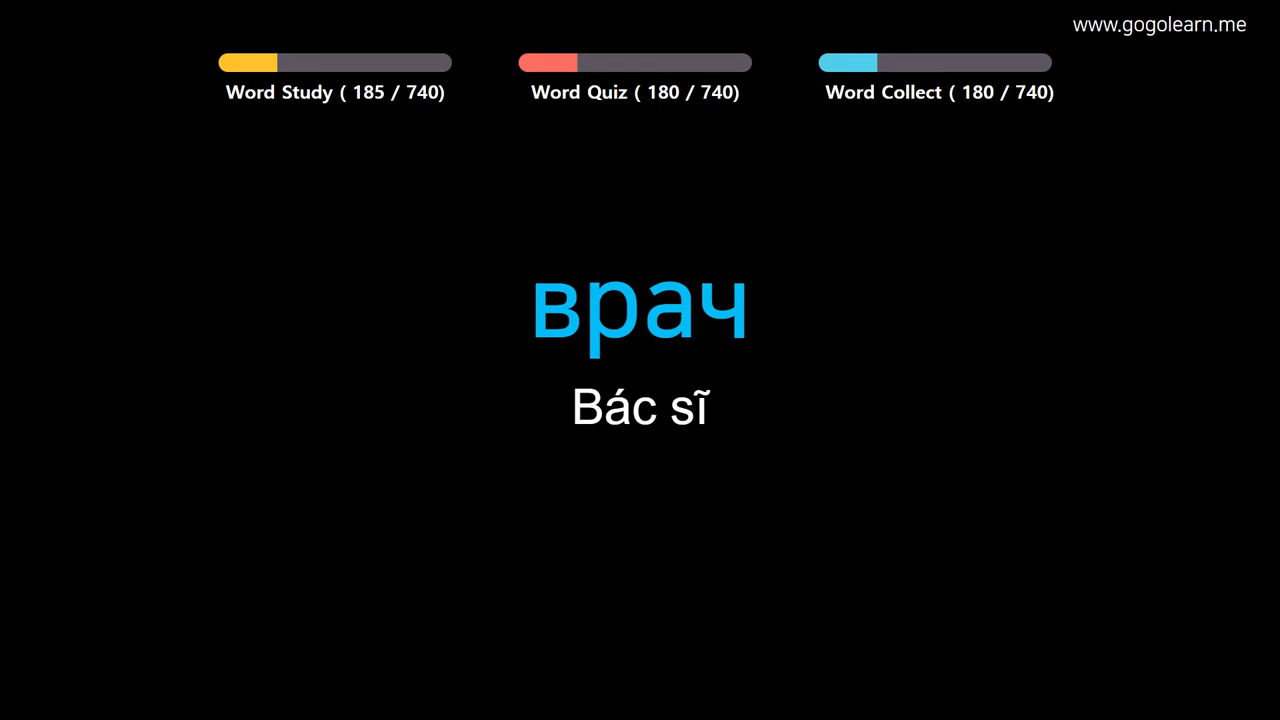 www.gogolearn.me
Word Study ( 185 / 740)
Word Quiz ( 180 / 740)
Word Collect ( 180 / 740)
врач
Bác sĩ